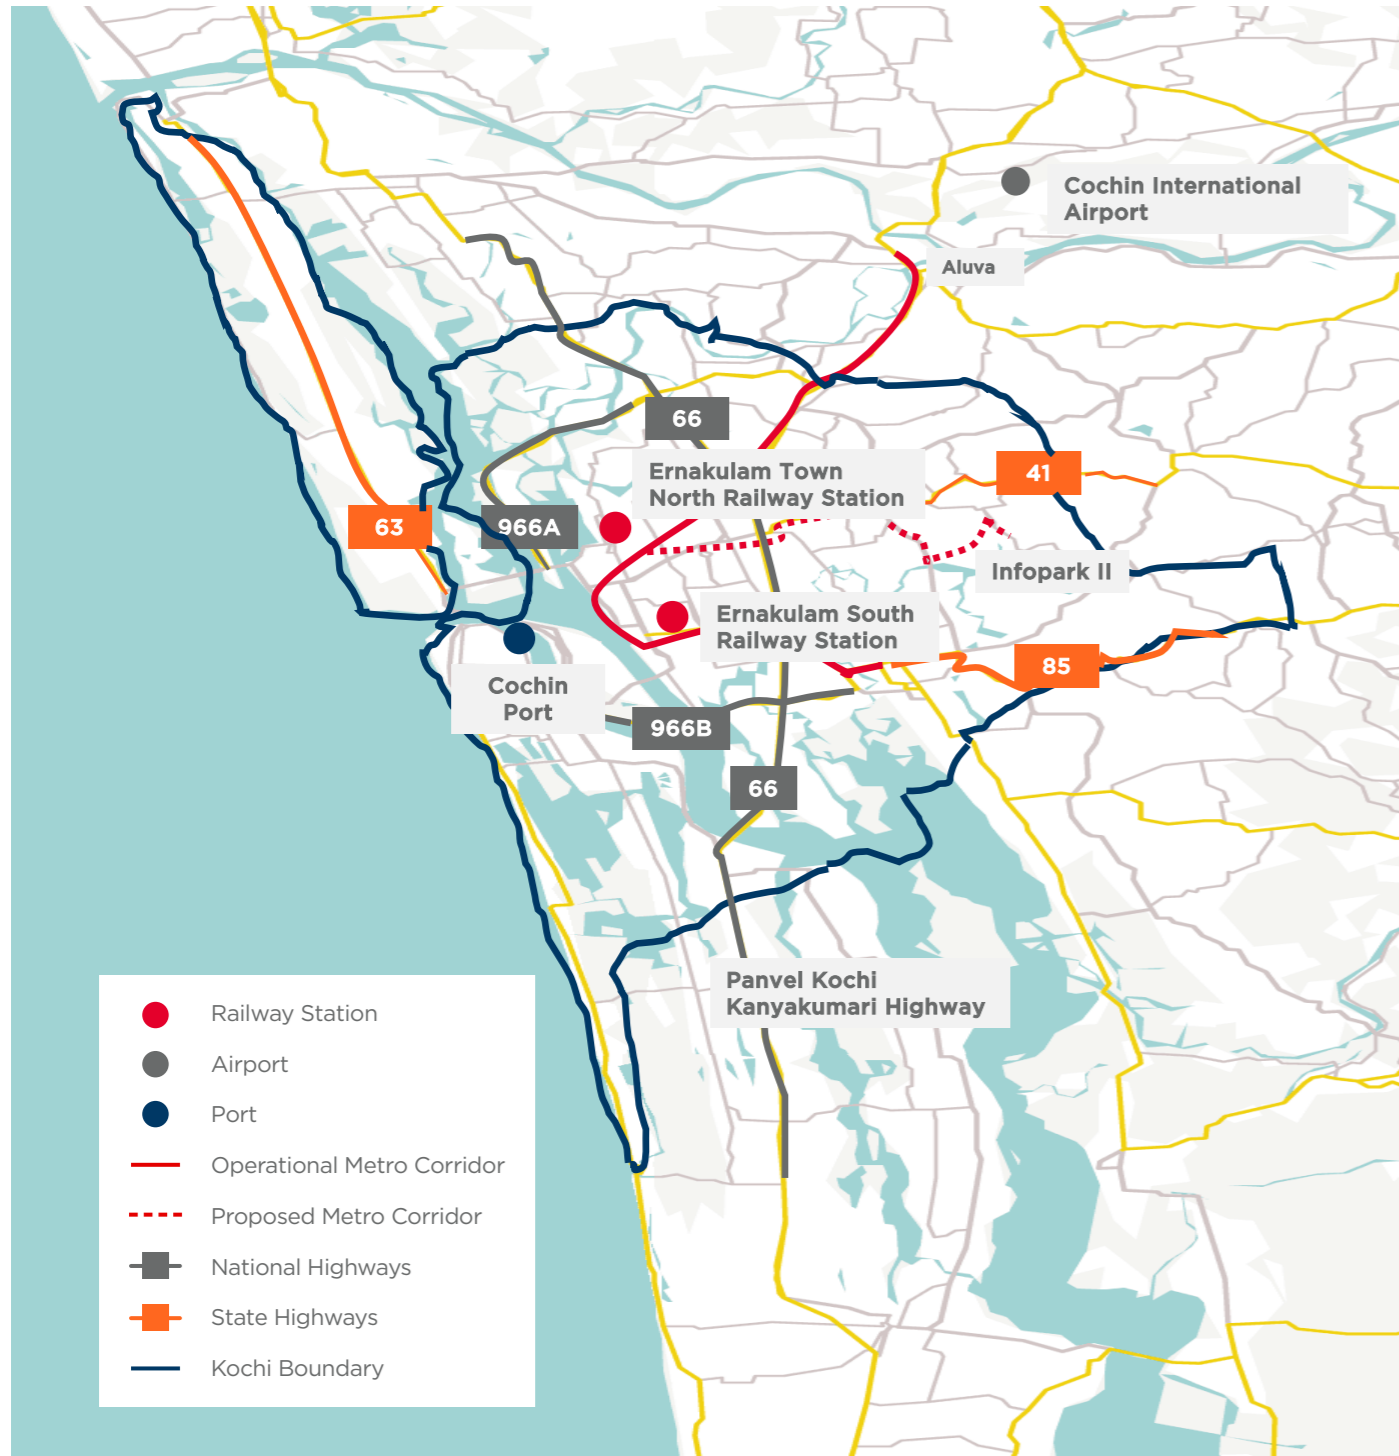 Cochin International
Airport
Aluva
66
Ernakulam Town
North Railway Station
41
63
966A
Infopark II
Ernakulam South
Railway Station
85
Cochin
Port
966B
66
Panvel Kochi
Kanyakumari Highway
Railway Station
Airport
Port
Operational Metro Corridor
Proposed Metro Corridor
National Highways
State Highways
Kochi Boundary